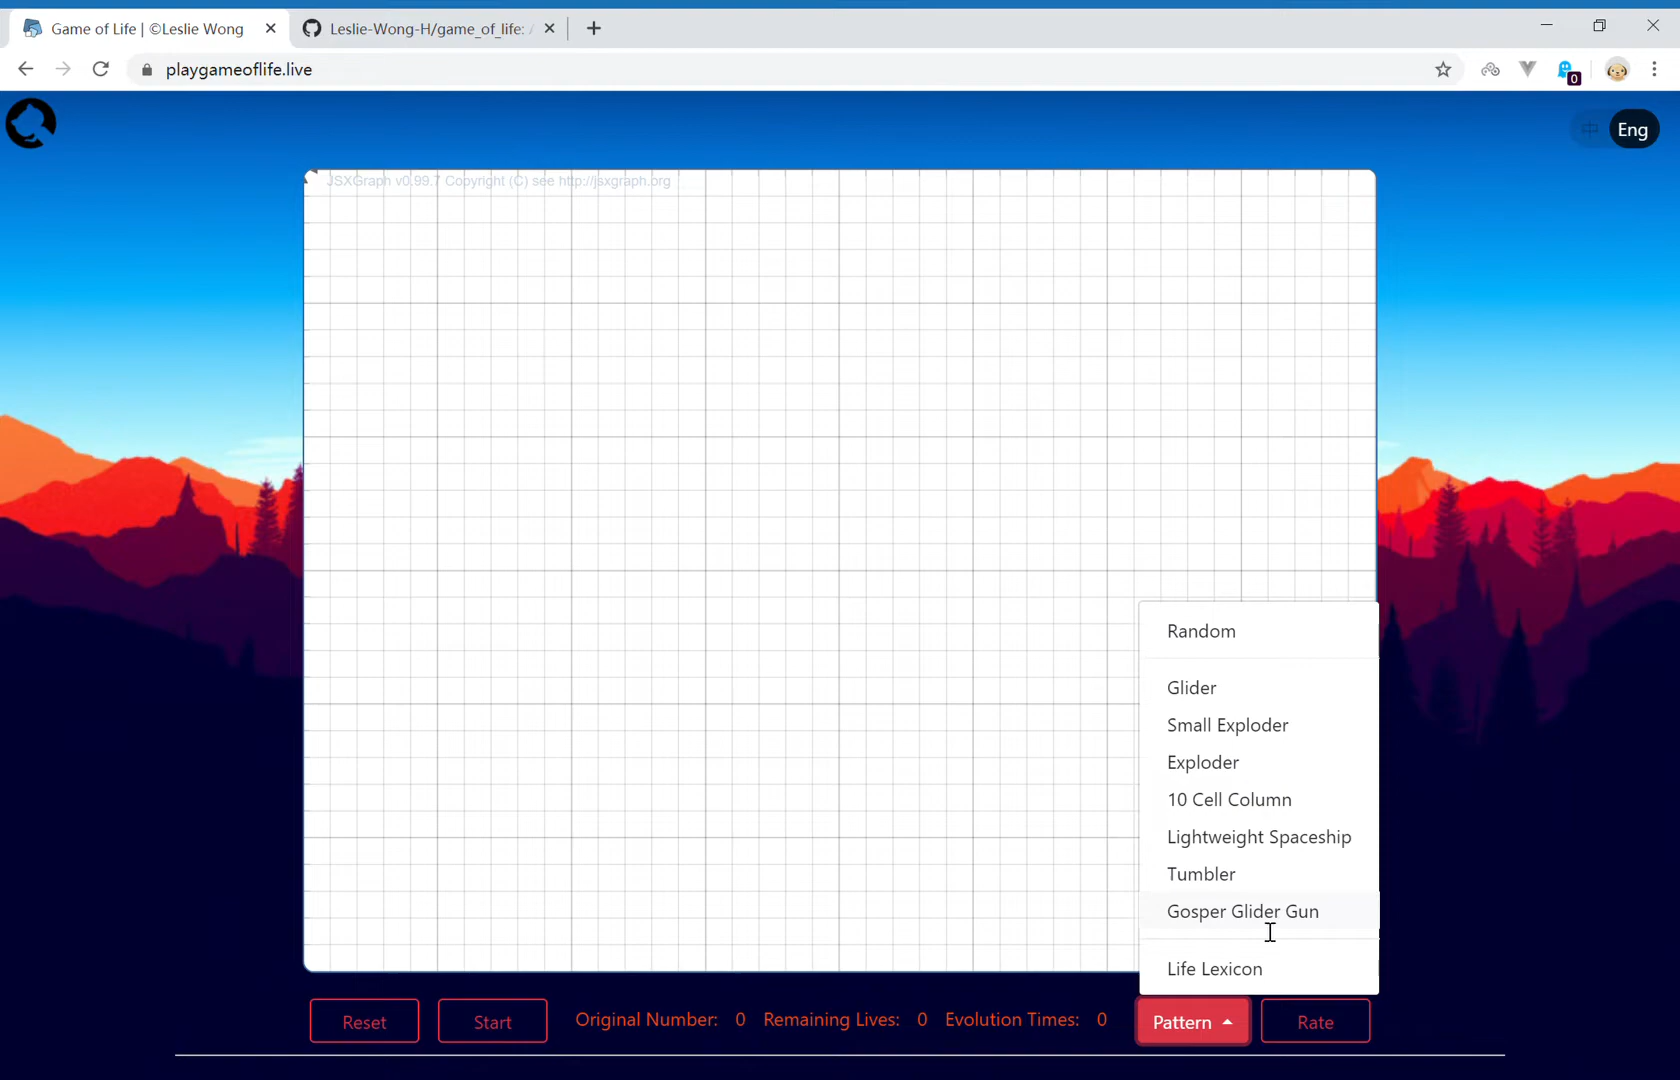 Game of Life | ©Leslie Wong
Leslie-Wong-H/game_of_life:
playgameoflife.live
0
中 Eng
JSXGraph v0.99.7 Copyright (C) see http://jsxgraph.org
Random
Glider
Small Exploder
Exploder
10 Cell Column
Lightweight Spaceship
Tumbler
Gosper Glider Gun
Life Lexicon
Reset Start Original Number: 0 Remaining Lives: 0 Evolution Times: 0 Pattern Rate